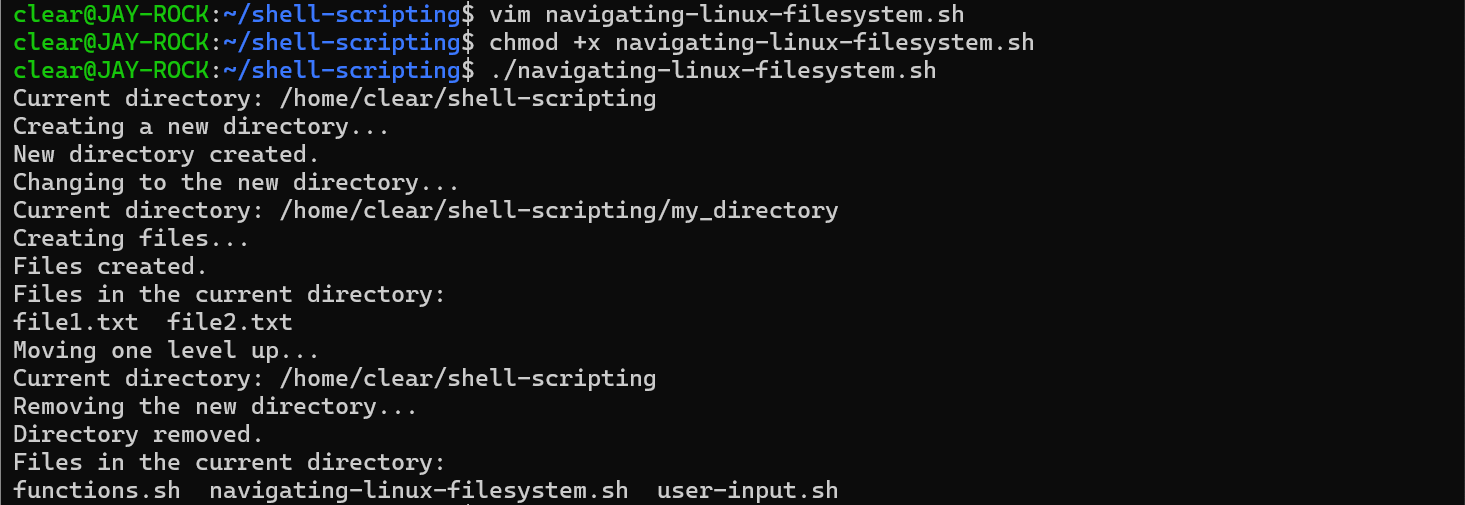 clear@JAY-ROCK:~/shell-scripting$ vim navigating-linux-filesystem.sh
clear@JAY-ROCK:~/shell-scripting$ chmod +x navigating-linux-filesystem.sh
clear@JAY-ROCK:~/shell-scripting$ ./navigating-linux-filesystem.sh
Current directory: /home/clear/shell-scripting
Creating a new directory...
New directory created.
Changing to the new directory...
Current directory: /home/clear/shell-scripting/my_directory
Creating files...
Files created.
Files in the current directory:
file1.txt  file2.txt
Moving one level up...
Current directory: /home/clear/shell-scripting
Removing the new directory...
Directory removed.
Files in the current directory:
functions.sh  navigating-linux-filesystem.sh  user-input.sh